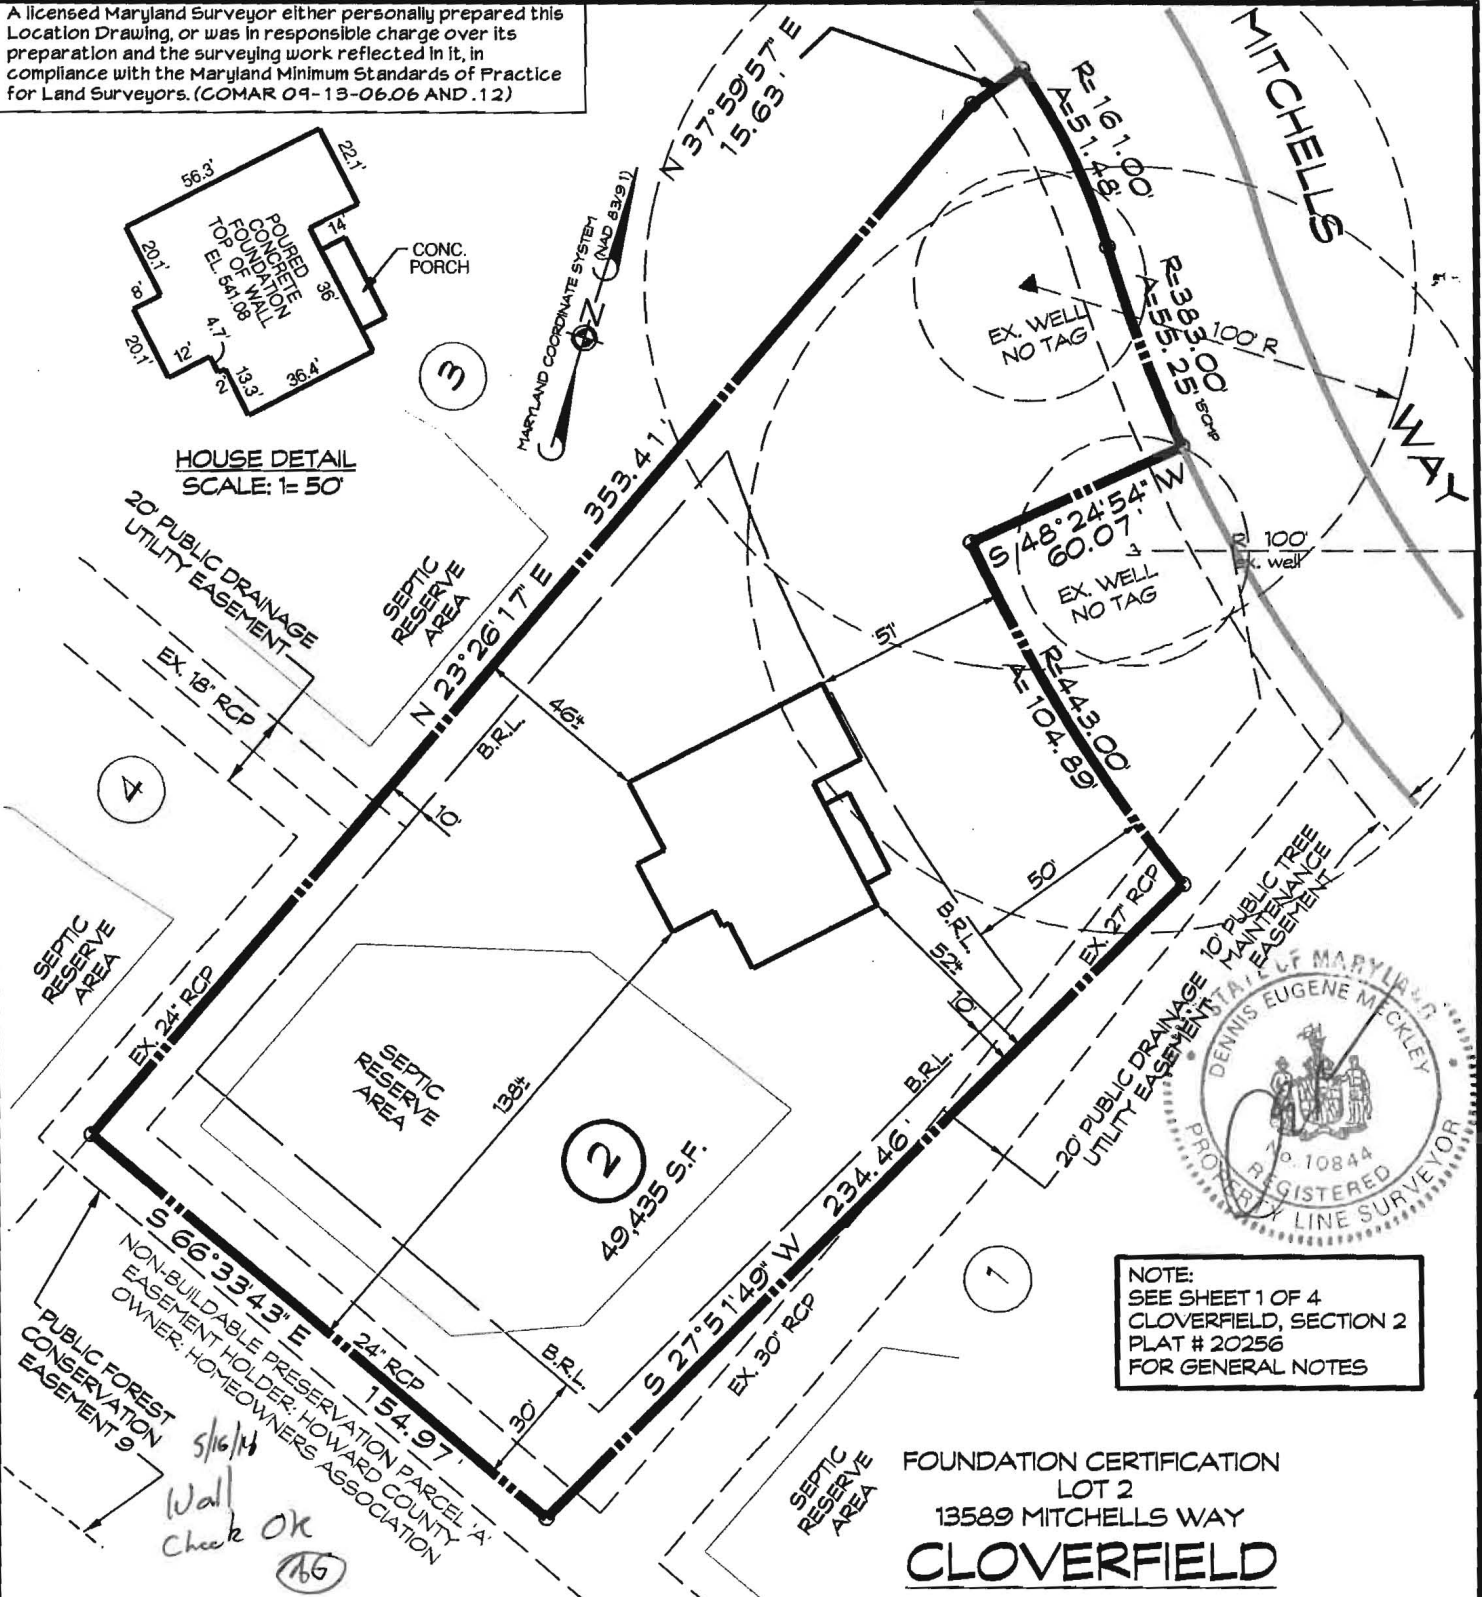 A licensed Maryland Surveyor either personally prepared this
Location Drawing, or was in responsible charge over its
preparation and the surveying work reflected in it, in
compliance with the Maryland Minimum Standards of Practice
for Land Surveyors. (COMAR 09-13-06.06 AND .12)
56.3'
22.1'
14'
20.1'
8'
20.1'
12'
4.7'
2'
13.3'
36.4'
36'
POURED
CONCRETE
FOUNDATION
TOP OF WALL
EL. 541.08
CONC.
PORCH
HOUSE DETAIL
SCALE: 1= 50'
3
MARYLAND COORDINATE SYSTEM
(NAD 83/91)
N
N 37°59'57" E
15.63'
R= 161.00'
A=51.48'
MITCHELLS
WAY
R=383.00'
A=55.25'
15"CMP
EX. WELL
NO TAG
100' R
S 48°24'54" W
60.07'
EX. WELL
NO TAG
100'
ex. well
20' PUBLIC DRAINAGE
UTILITY EASEMENT
EX. 18" RCP
SEPTIC
RESERVE
AREA
N 23°26'17" E
353.41'
46±
51'
B.R.L.
10'
R=443.00'
A= 104.89'
50'
B.R.L.
EX. 27" RCP
52±
10'
B.R.L.
4
SEPTIC
RESERVE
AREA
EX. 24" RCP
SEPTIC
RESERVE
AREA
138±
2
49,435 S.F.
10' PUBLIC TREE
MAINTENANCE
EASEMENT
20' PUBLIC DRAINAGE
UTILITY EASEMENT
STATE OF MARYLAND
DENNIS EUGENE MECKLEY
No. 10844
REGISTERED
PROPERTY LINE SURVEYOR
S 27°51'49" W
234.46'
EX. 30" RCP
1
S 66°33'43" E
154.97'
24" RCP
B.R.L.
30'
NON-BUILDABLE PRESERVATION PARCEL 'A'
EASEMENT HOLDER: HOWARD COUNTY
OWNER: HOMEOWNERS ASSOCIATION
PUBLIC FOREST
CONSERVATION
EASEMENT 9
Wall
Check OK
SEPTIC
RESERVE
AREA
NOTE:
SEE SHEET 1 OF 4
CLOVERFIELD, SECTION 2
PLAT # 20256
FOR GENERAL NOTES
FOUNDATION CERTIFICATION
LOT 2
13589 MITCHELLS WAY
CLOVERFIELD